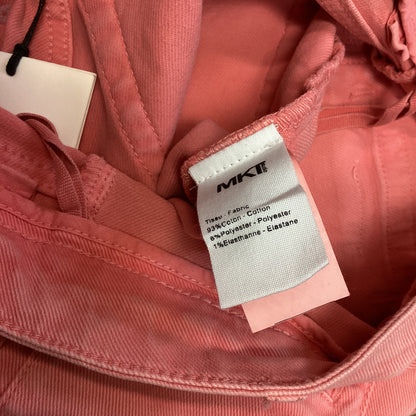 MKT
Tissu - Fabric
93%Coton - Cotton
6%Polyester - Polyester
1%Elasthanne - Elastane